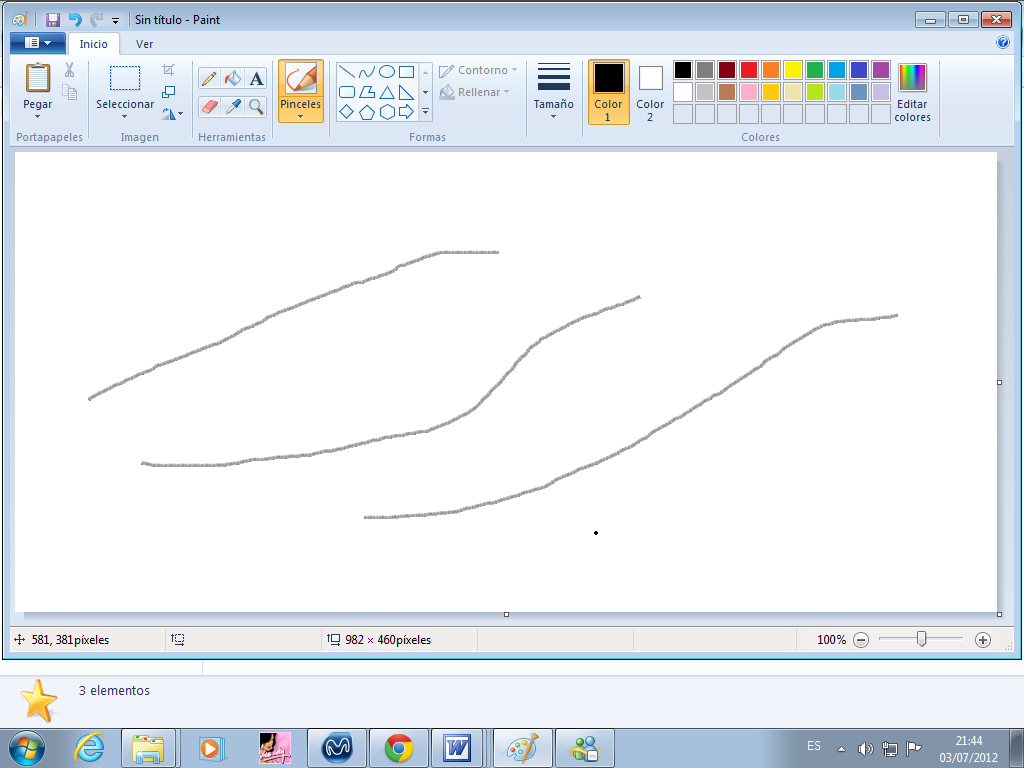 Sin título - Paint
Inicio Ver
Pegar Seleccionar A Pinceles Contorno Rellenar Tamaño Color 1 Color 2 Editar colores
Portapapeles Imagen Herramientas Formas Colores
581, 381píxeles 982 × 460píxeles 100%
3 elementos
W ES 21:44
03/07/2012